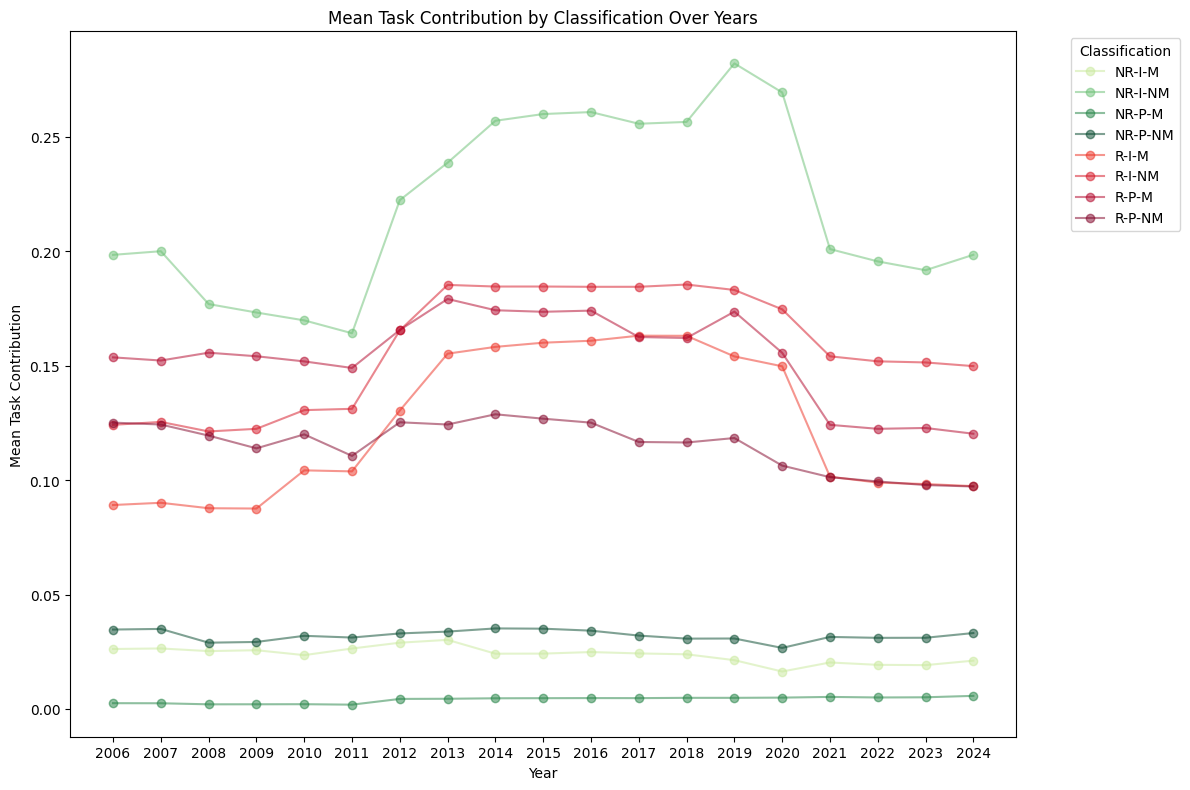 Mean Task Contribution by Classification Over Years
Mean Task Contribution
0.25
0.20
0.15
0.10
0.05
0.00
2006 2007 2008 2009 2010 2011 2012 2013 2014 2015 2016 2017 2018 2019 2020 2021 2022 2023 2024
Year
Classification
NR-I-M
NR-I-NM
NR-P-M
NR-P-NM
R-I-M
R-I-NM
R-P-M
R-P-NM